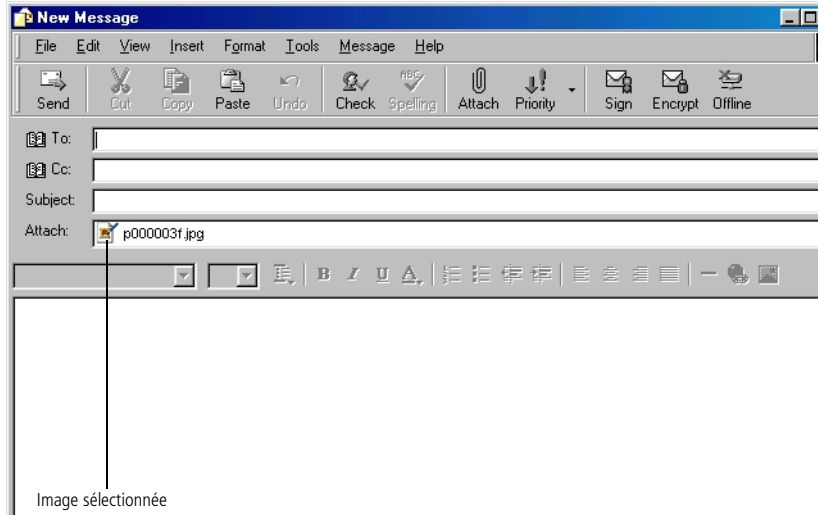 New Message
File Edit View Insert Format Tools Message Help
Send Cut Copy Paste Undo Check ABC Spelling Attach Priority Sign Encrypt Offline
To:
Cc:
Subject:
Attach: p000003f.jpg
B I U A
Image sélectionnée